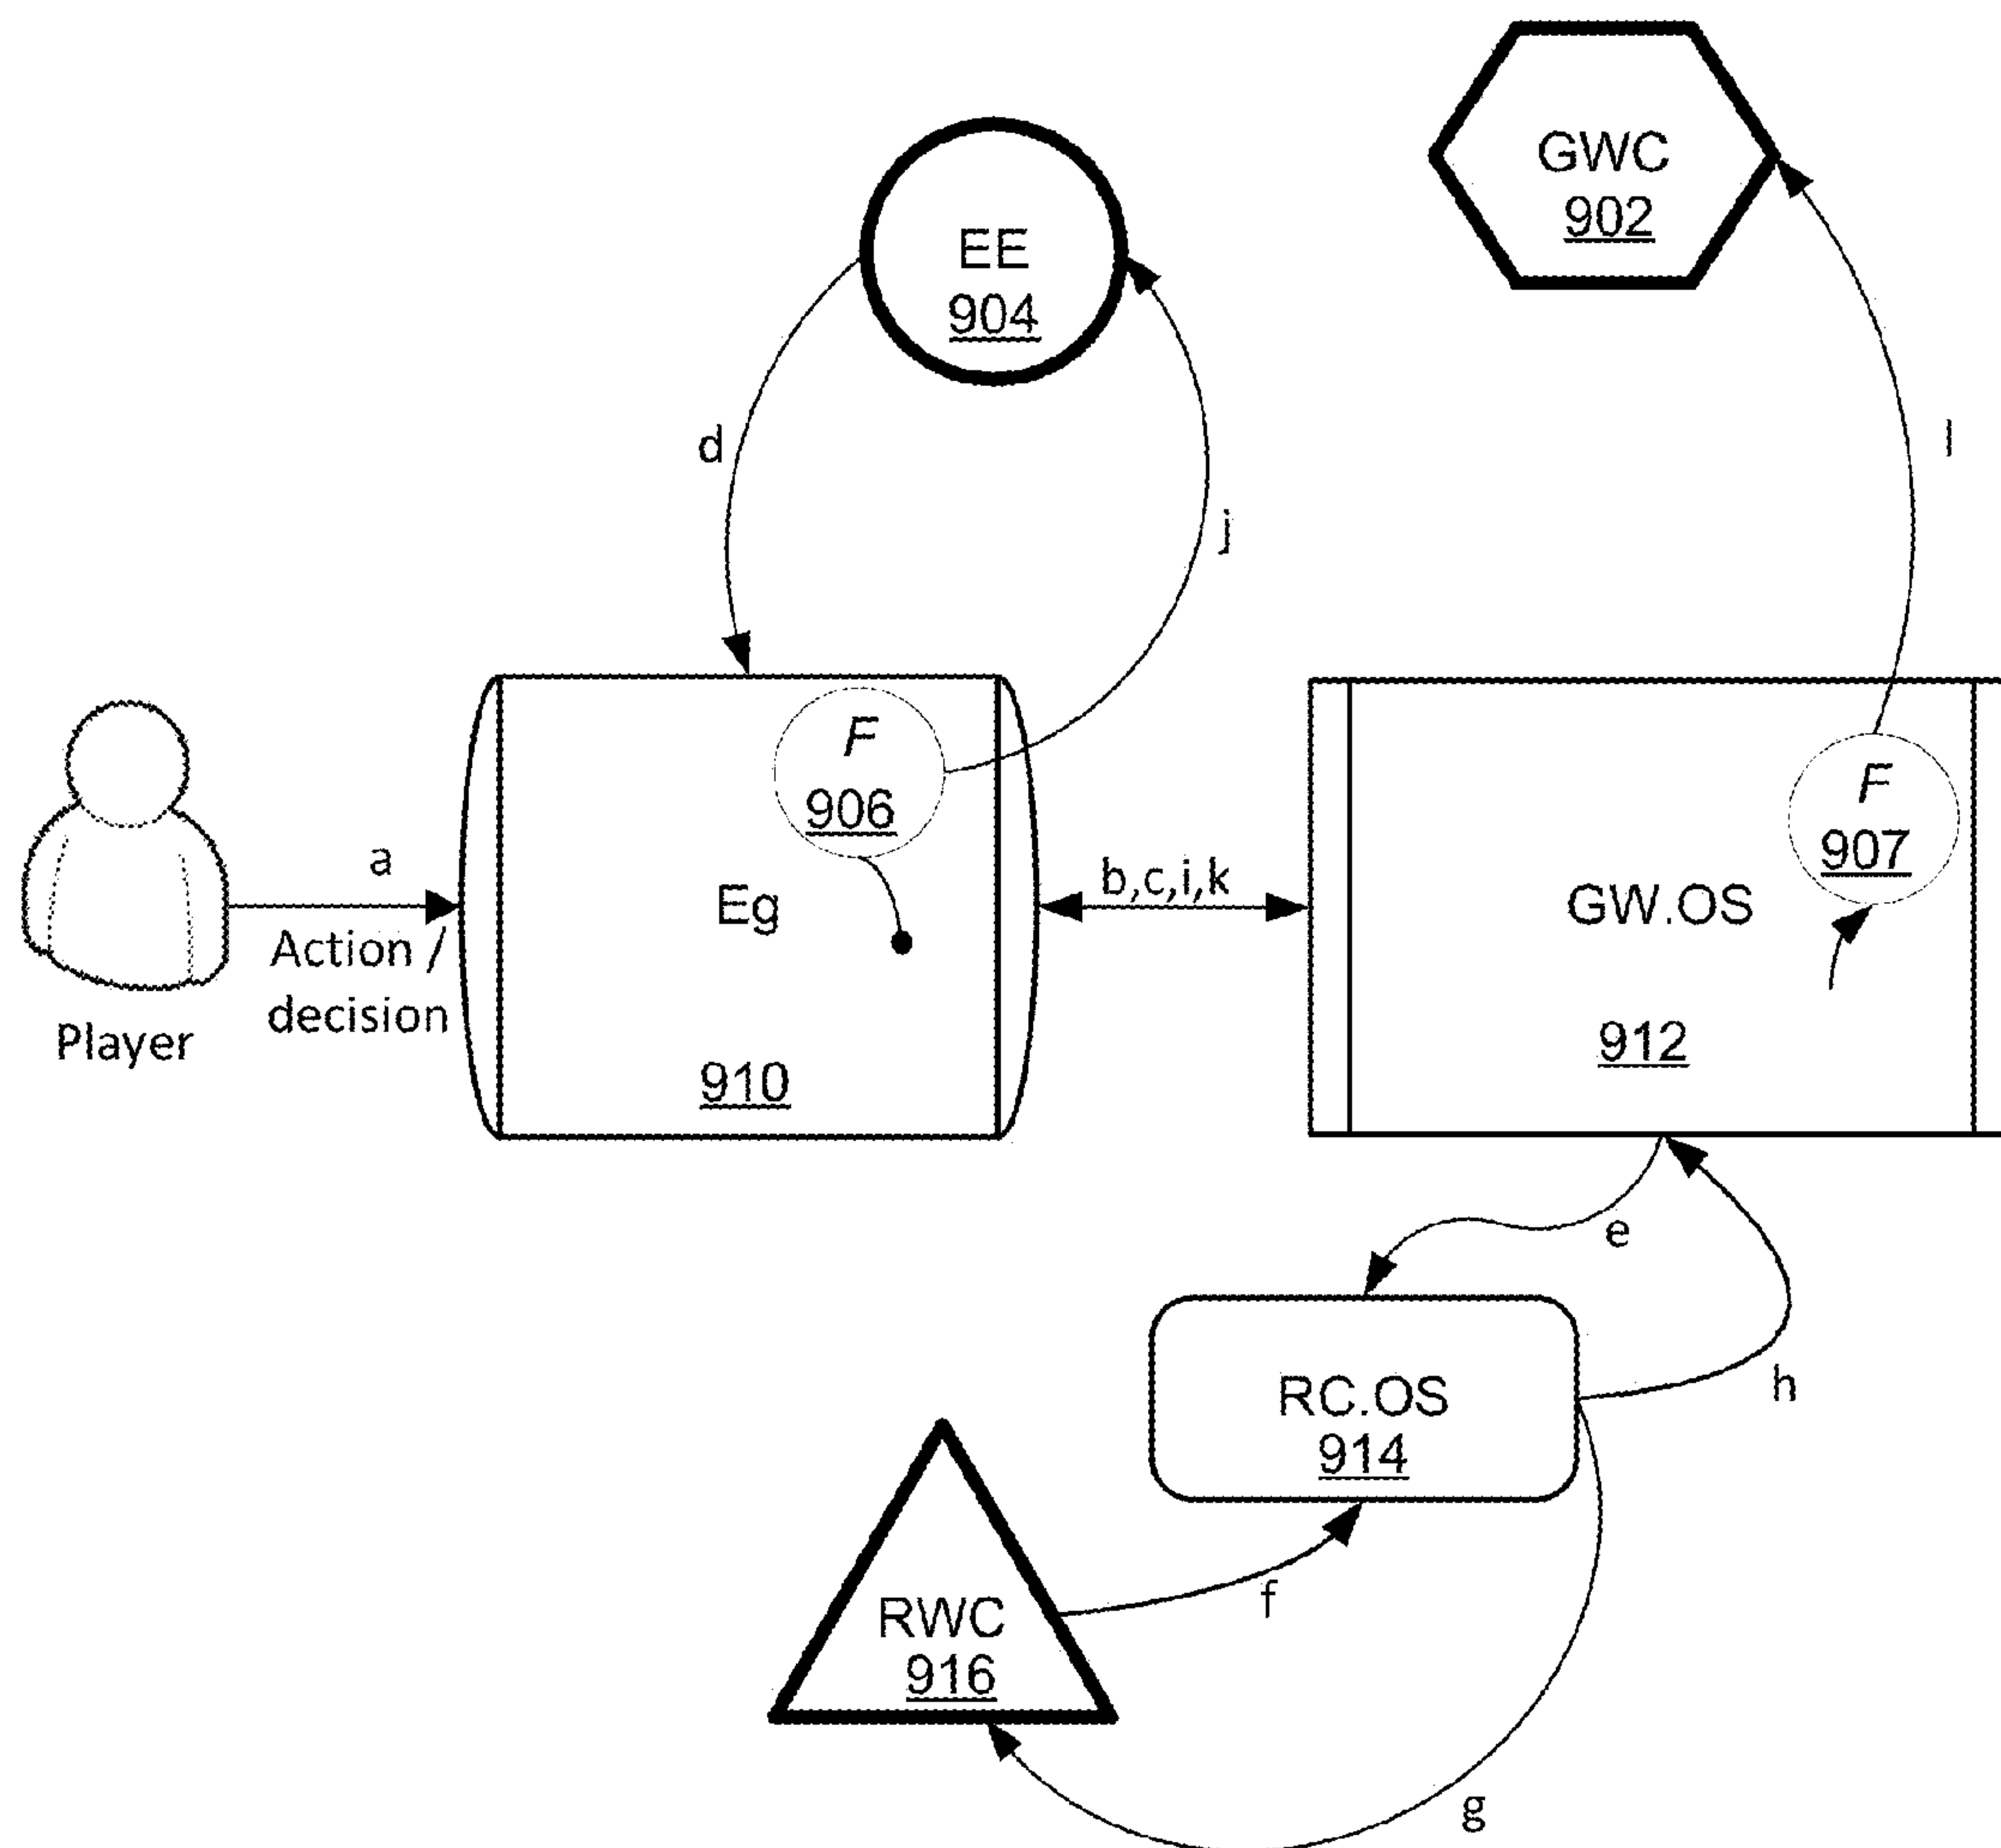 GWC
902
EE
904
d
l
j
F
906
F
907
a
b,c,i,k
Eg
GW.OS
Action /
decision
Player
910
912
e
h
RC.OS
914
f
RWC
916
g